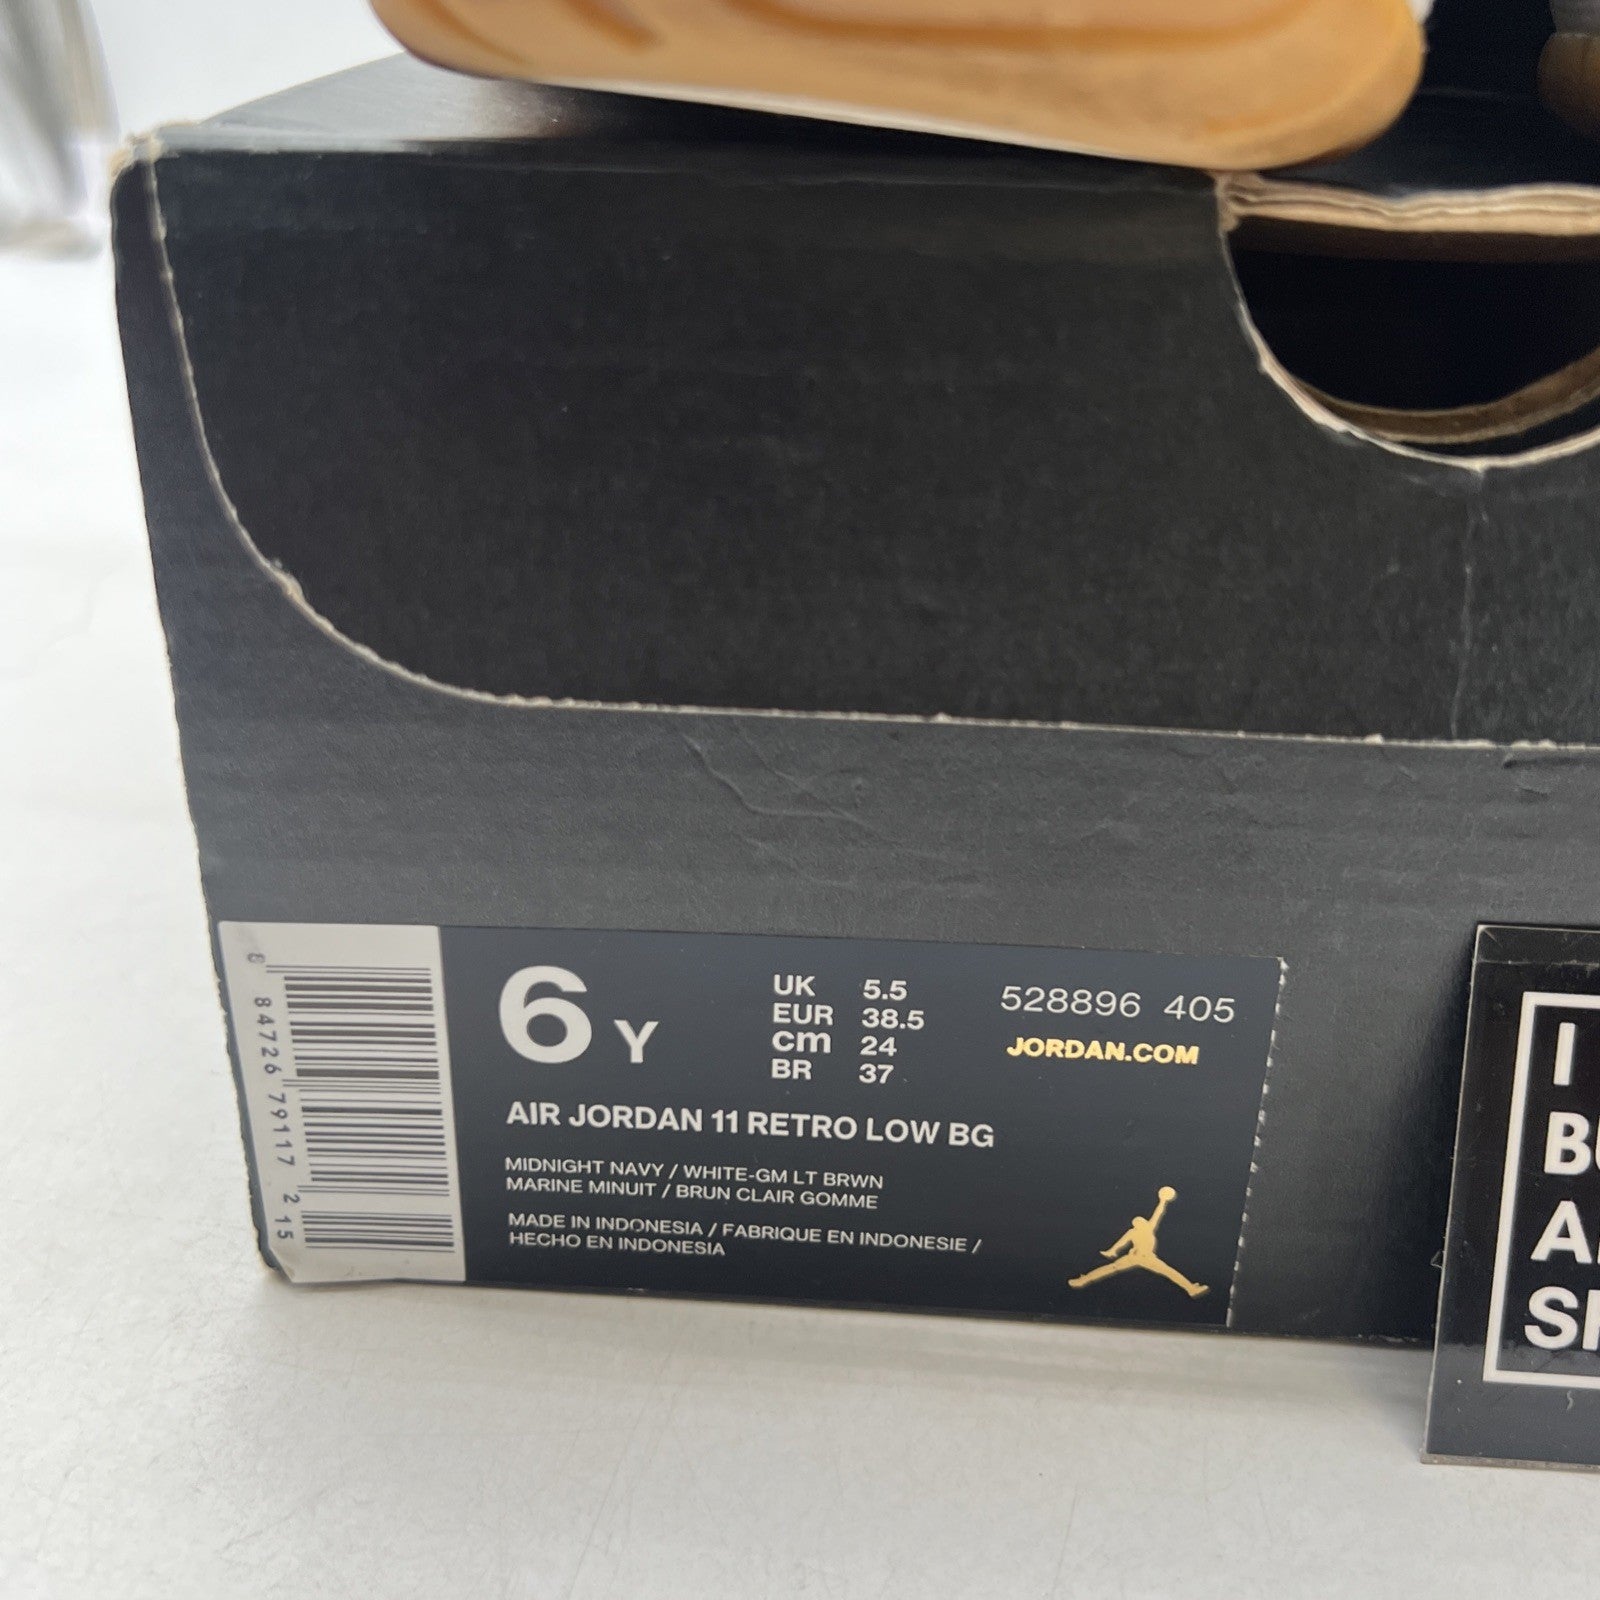 6 Y
UK 5.5
EUR 38.5
cm 24
BR 37
528896 405
JORDAN.COM
AIR JORDAN 11 RETRO LOW BG
MIDNIGHT NAVY / WHITE-GM LT BRWN
MARINE MINUIT / BRUN CLAIR GOMME
MADE IN INDONESIA / FABRIQUE EN INDONESIE /
HECHO EN INDONESIA
84726 79117 2 15
I